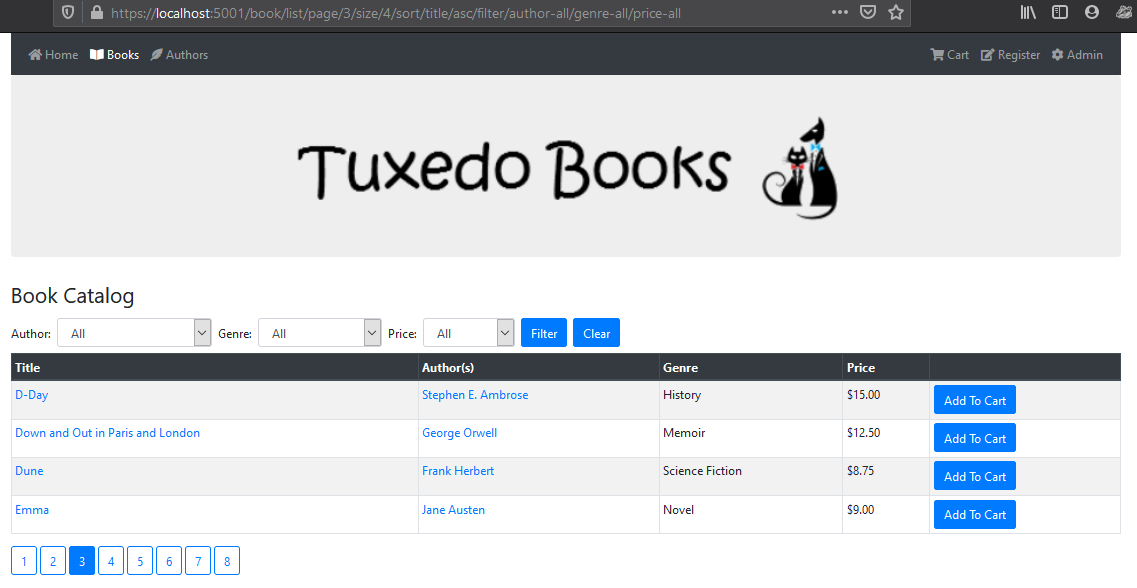 https://localhost:5001/book/list/page/3/size/4/sort/title/asc/filter/author-all/genre-all/price-all
Home Books Authors Cart Register Admin
Tuxedo Books
Book Catalog
Author: All Genre: All Price: All Filter Clear
Title Author(s) Genre Price
D-Day Stephen E. Ambrose History $15.00 Add To Cart
Down and Out in Paris and London George Orwell Memoir $12.50 Add To Cart
Dune Frank Herbert Science Fiction $8.75 Add To Cart
Emma Jane Austen Novel $9.00 Add To Cart
1 2 3 4 5 6 7 8